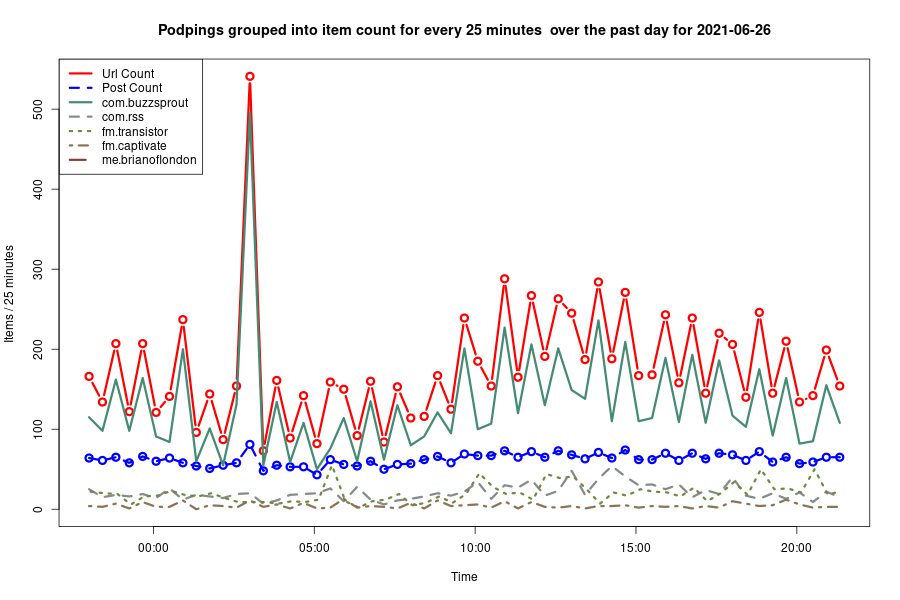 Podpings grouped into item count for every 25 minutes  over the past day for 2021-06-26
Url Count
Post Count
com.buzzsprout
com.rss
fm.transistor
fm.captivate
me.brianoflondon
Items / 25 minutes
500
400
300
200
100
0
00:00 05:00 10:00 15:00 20:00
Time